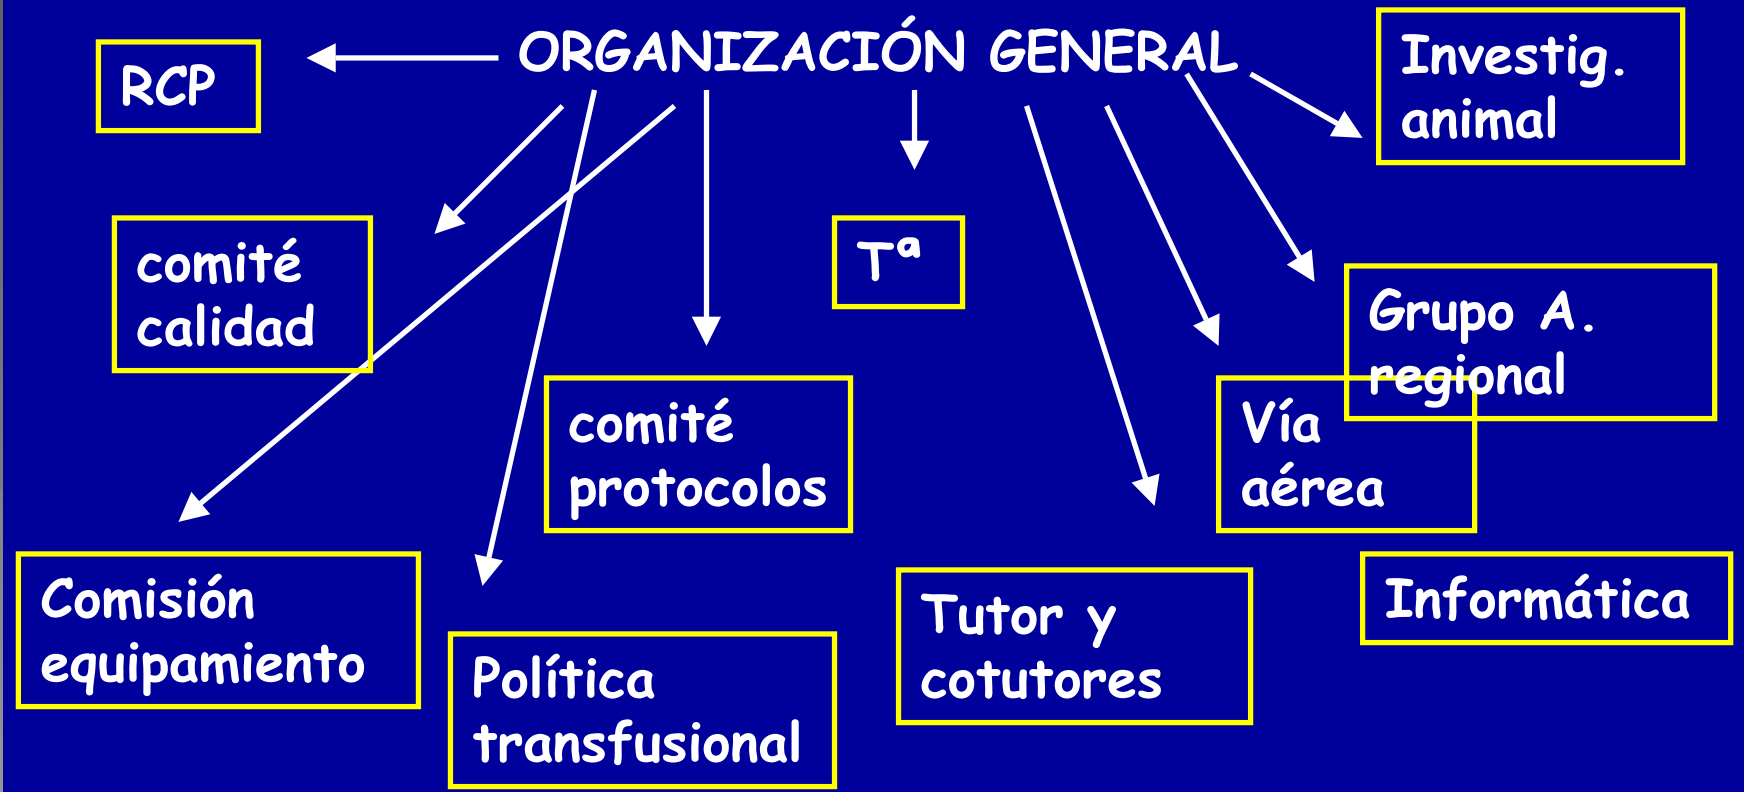 ORGANIZACIÓN GENERAL
RCP
Investig.
animal
comité
calidad
Tª
Grupo A.
regional
comité
protocolos
Vía
aérea
Comisión
equipamiento
Política
transfusional
Tutor y
cotutores
Informática